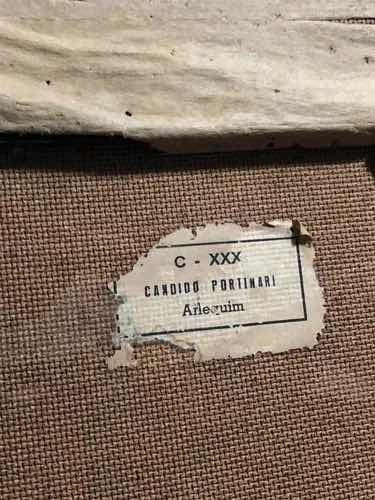 C - XXX
CANDIDO PORTINARI
Arlequim